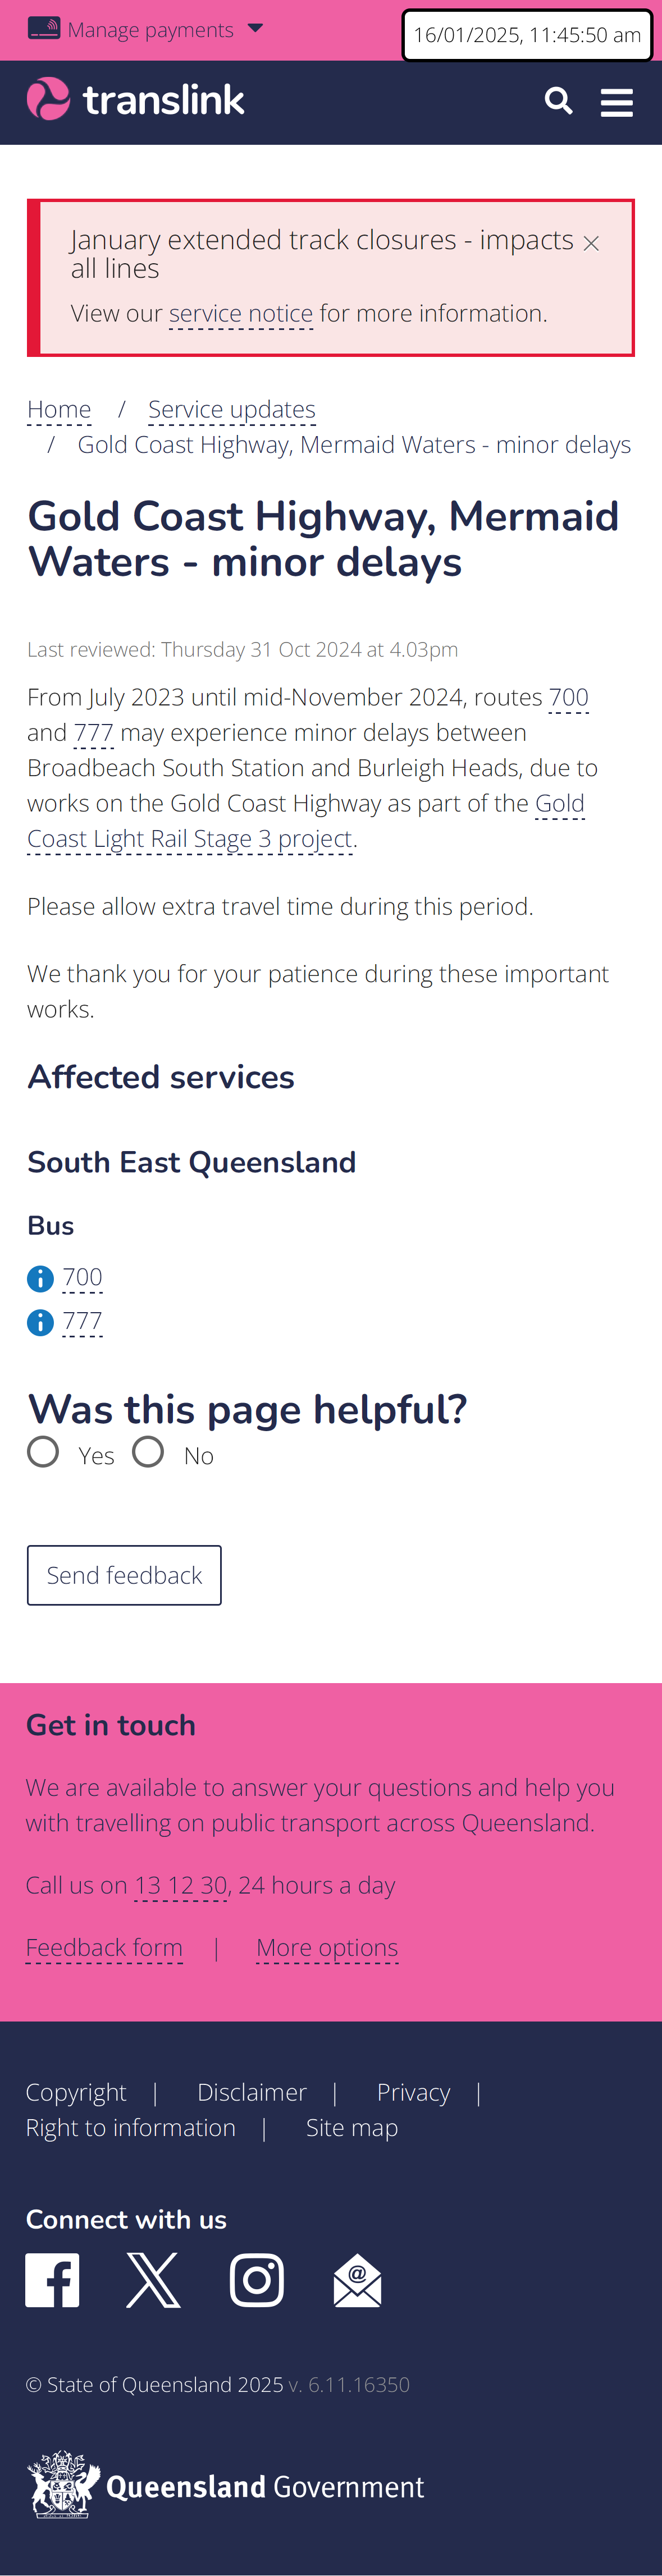 Manage payments
16/01/2025, 11:45:50 am
translink
January extended track closures - impacts
all lines
View our service notice for more information.
Home / Service updates
/ Gold Coast Highway, Mermaid Waters - minor delays
Gold Coast Highway, Mermaid
Waters - minor delays
Last reviewed: Thursday 31 Oct 2024 at 4.03pm
From July 2023 until mid-November 2024, routes 700
and 777 may experience minor delays between
Broadbeach South Station and Burleigh Heads, due to
works on the Gold Coast Highway as part of the Gold
Coast Light Rail Stage 3 project.
Please allow extra travel time during this period.
We thank you for your patience during these important
works.
Affected services
South East Queensland
Bus
700
777
Was this page helpful?
Yes No
Send feedback
Get in touch
We are available to answer your questions and help you
with travelling on public transport across Queensland.
Call us on 13 12 30, 24 hours a day
Feedback form | More options
Copyright | Disclaimer | Privacy |
Right to information | Site map
Connect with us
© State of Queensland 2025 v. 6.11.16350
Queensland Government